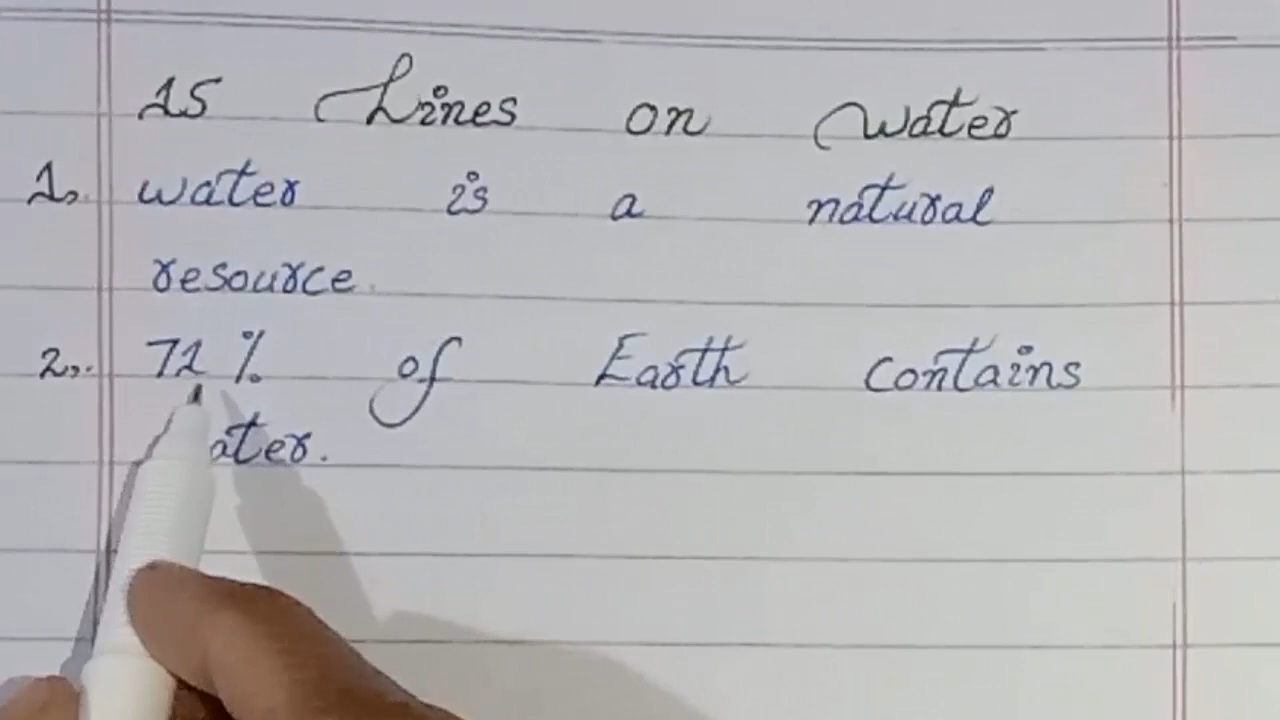 15 Lines on water
1. water is a natural
resource.
2. 71% of Earth contains
ater.